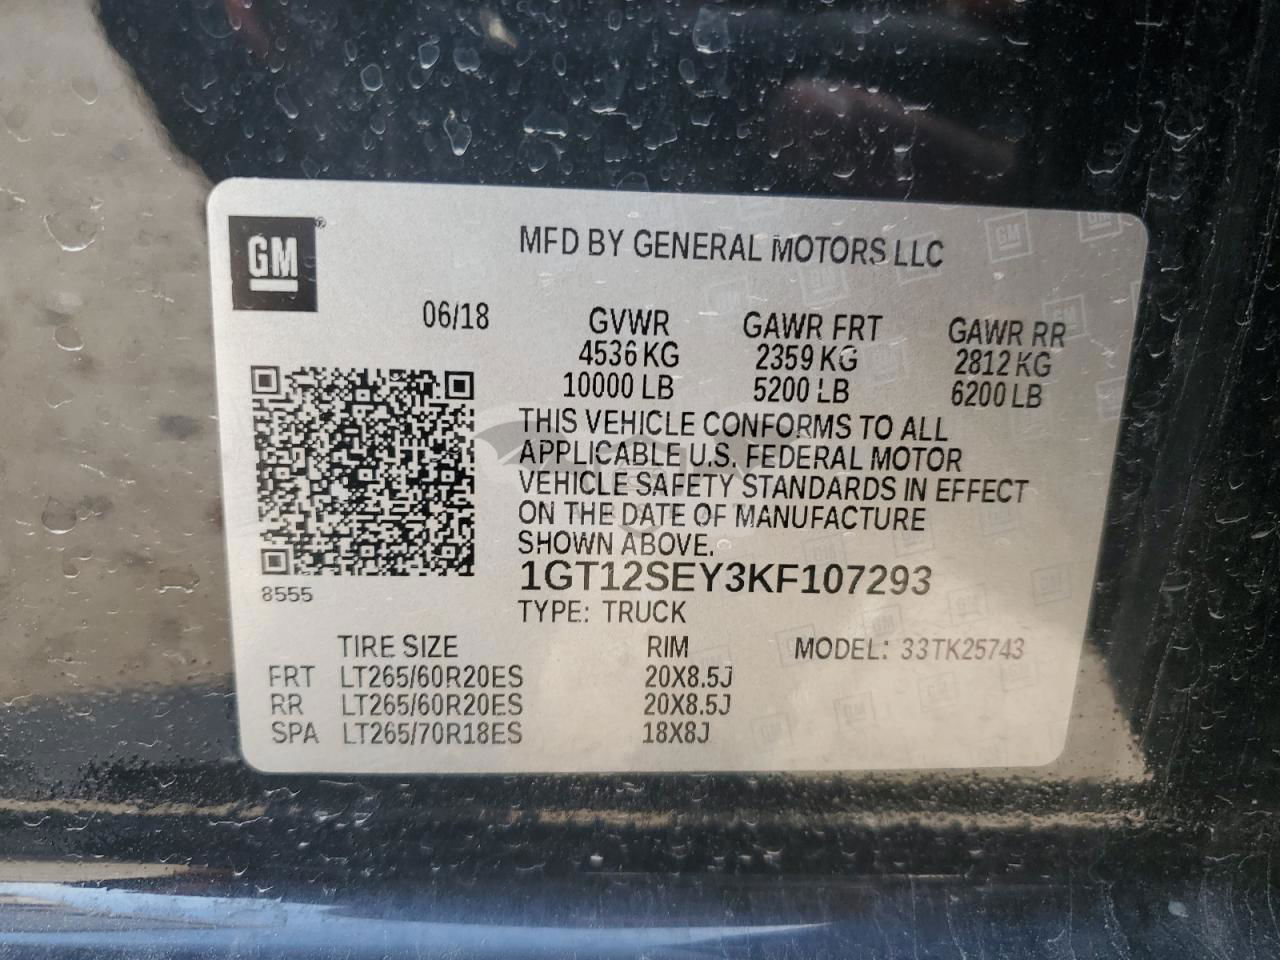 GM
MFD BY GENERAL MOTORS LLC
06/18
GVWR GAWR FRT GAWR RR
4536 KG 2359 KG 2812 KG
10000 LB 5200 LB 6200 LB
THIS VEHICLE CONFORMS TO ALL
APPLICABLE U.S. FEDERAL MOTOR
VEHICLE SAFETY STANDARDS IN EFFECT
ON THE DATE OF MANUFACTURE
SHOWN ABOVE.
8555
1GT12SEY3KF107293
TYPE: TRUCK
TIRE SIZE RIM MODEL: 33TK25743
FRT LT265/60R20ES 20X8.5J
RR LT265/60R20ES 20X8.5J
SPA LT265/70R18ES 18X8J